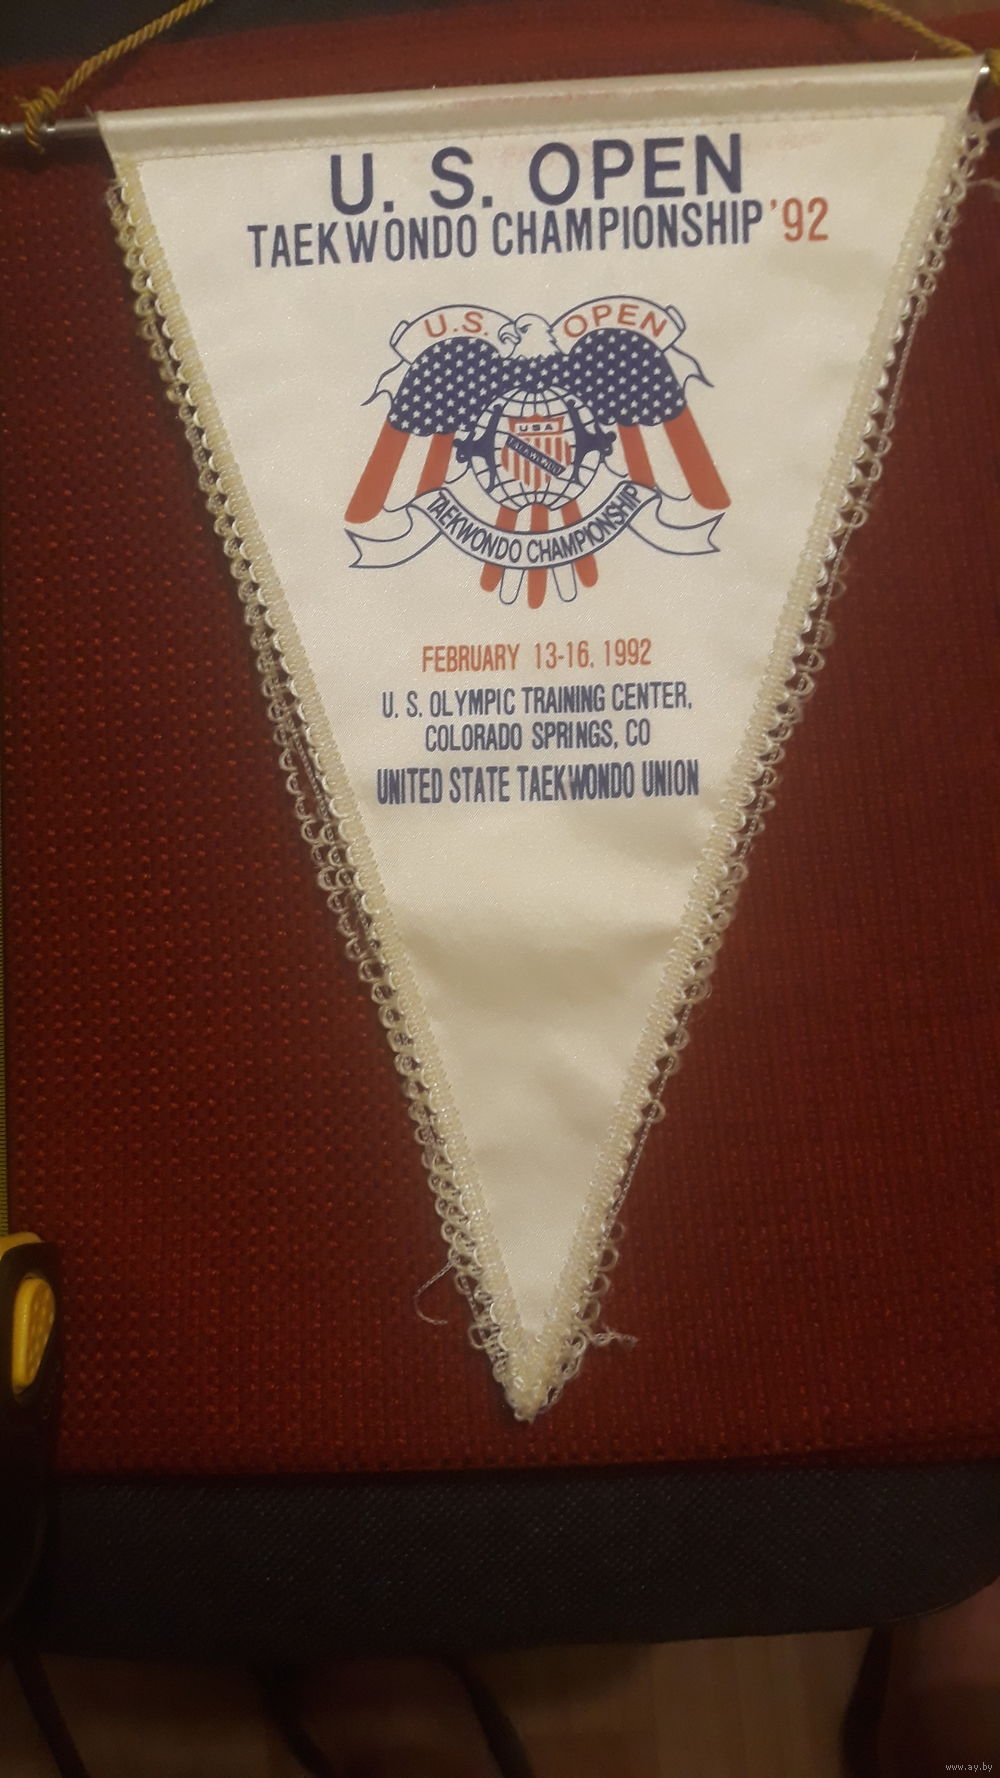 U. S. OPEN
TAEKWONDO CHAMPIONSHIP '92
U.S. OPEN
USA
TAEKWONDO
TAEKWONDO CHAMPIONSHIP
FEBRUARY 13-16. 1992
U. S. OLYMPIC TRAINING CENTER,
COLORADO SPRINGS, CO
UNITED STATE TAEKWONDO UNION
www.ay.by